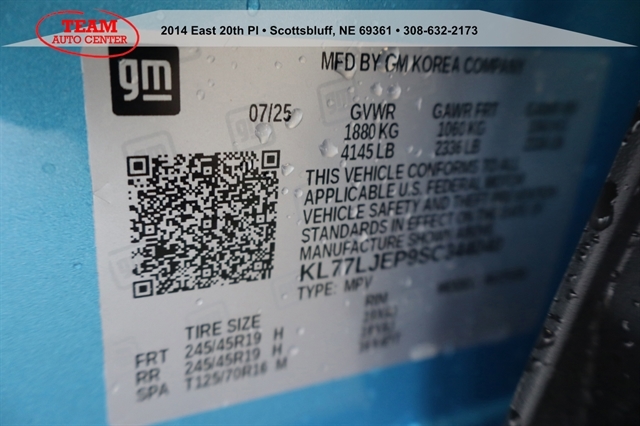 TEAM
AUTO CENTER
2014 East 20th Pl • Scottsbluff, NE 69361 • 308-632-2173
gm
MFD BY GM KOREA COMPANY
07/25 GVWR GAWR FRT GAWR
1880 KG 1060 KG
4145 LB 2336 LB
THIS VEHICLE CONFORMS TO ALL
APPLICABLE U.S. FEDERAL MOTOR
VEHICLE SAFETY AND THEFT PREVENTION
STANDARDS IN EFFECT ON THE DATE OF
MANUFACTURE SHOWN ABOVE.
TYPE: MPV
TIRE SIZE RIM
FRT 245/45R19 H
RR 245/45R19 H
SPA T125/70R16 M